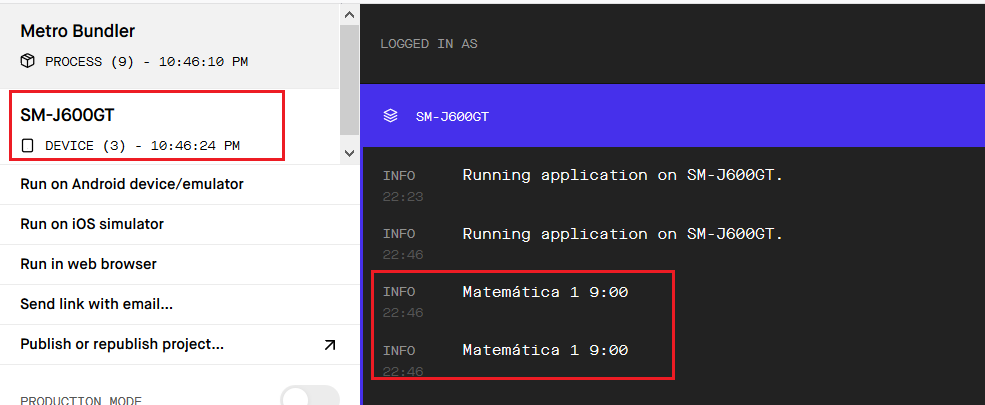 Metro Bundler
PROCESS (9) - 10:46:10 PM
SM-J600GT
DEVICE (3) - 10:46:24 PM
Run on Android device/emulator
Run on iOS simulator
Run in web browser
Send link with email...
Publish or republish project...
PRODUCTION MODE
LOGGED IN AS
SM-J600GT
INFO Running application on SM-J600GT.
22:23
INFO Running application on SM-J600GT.
22:46
INFO Matemática 1 9:00
22:46
INFO Matemática 1 9:00
22:46